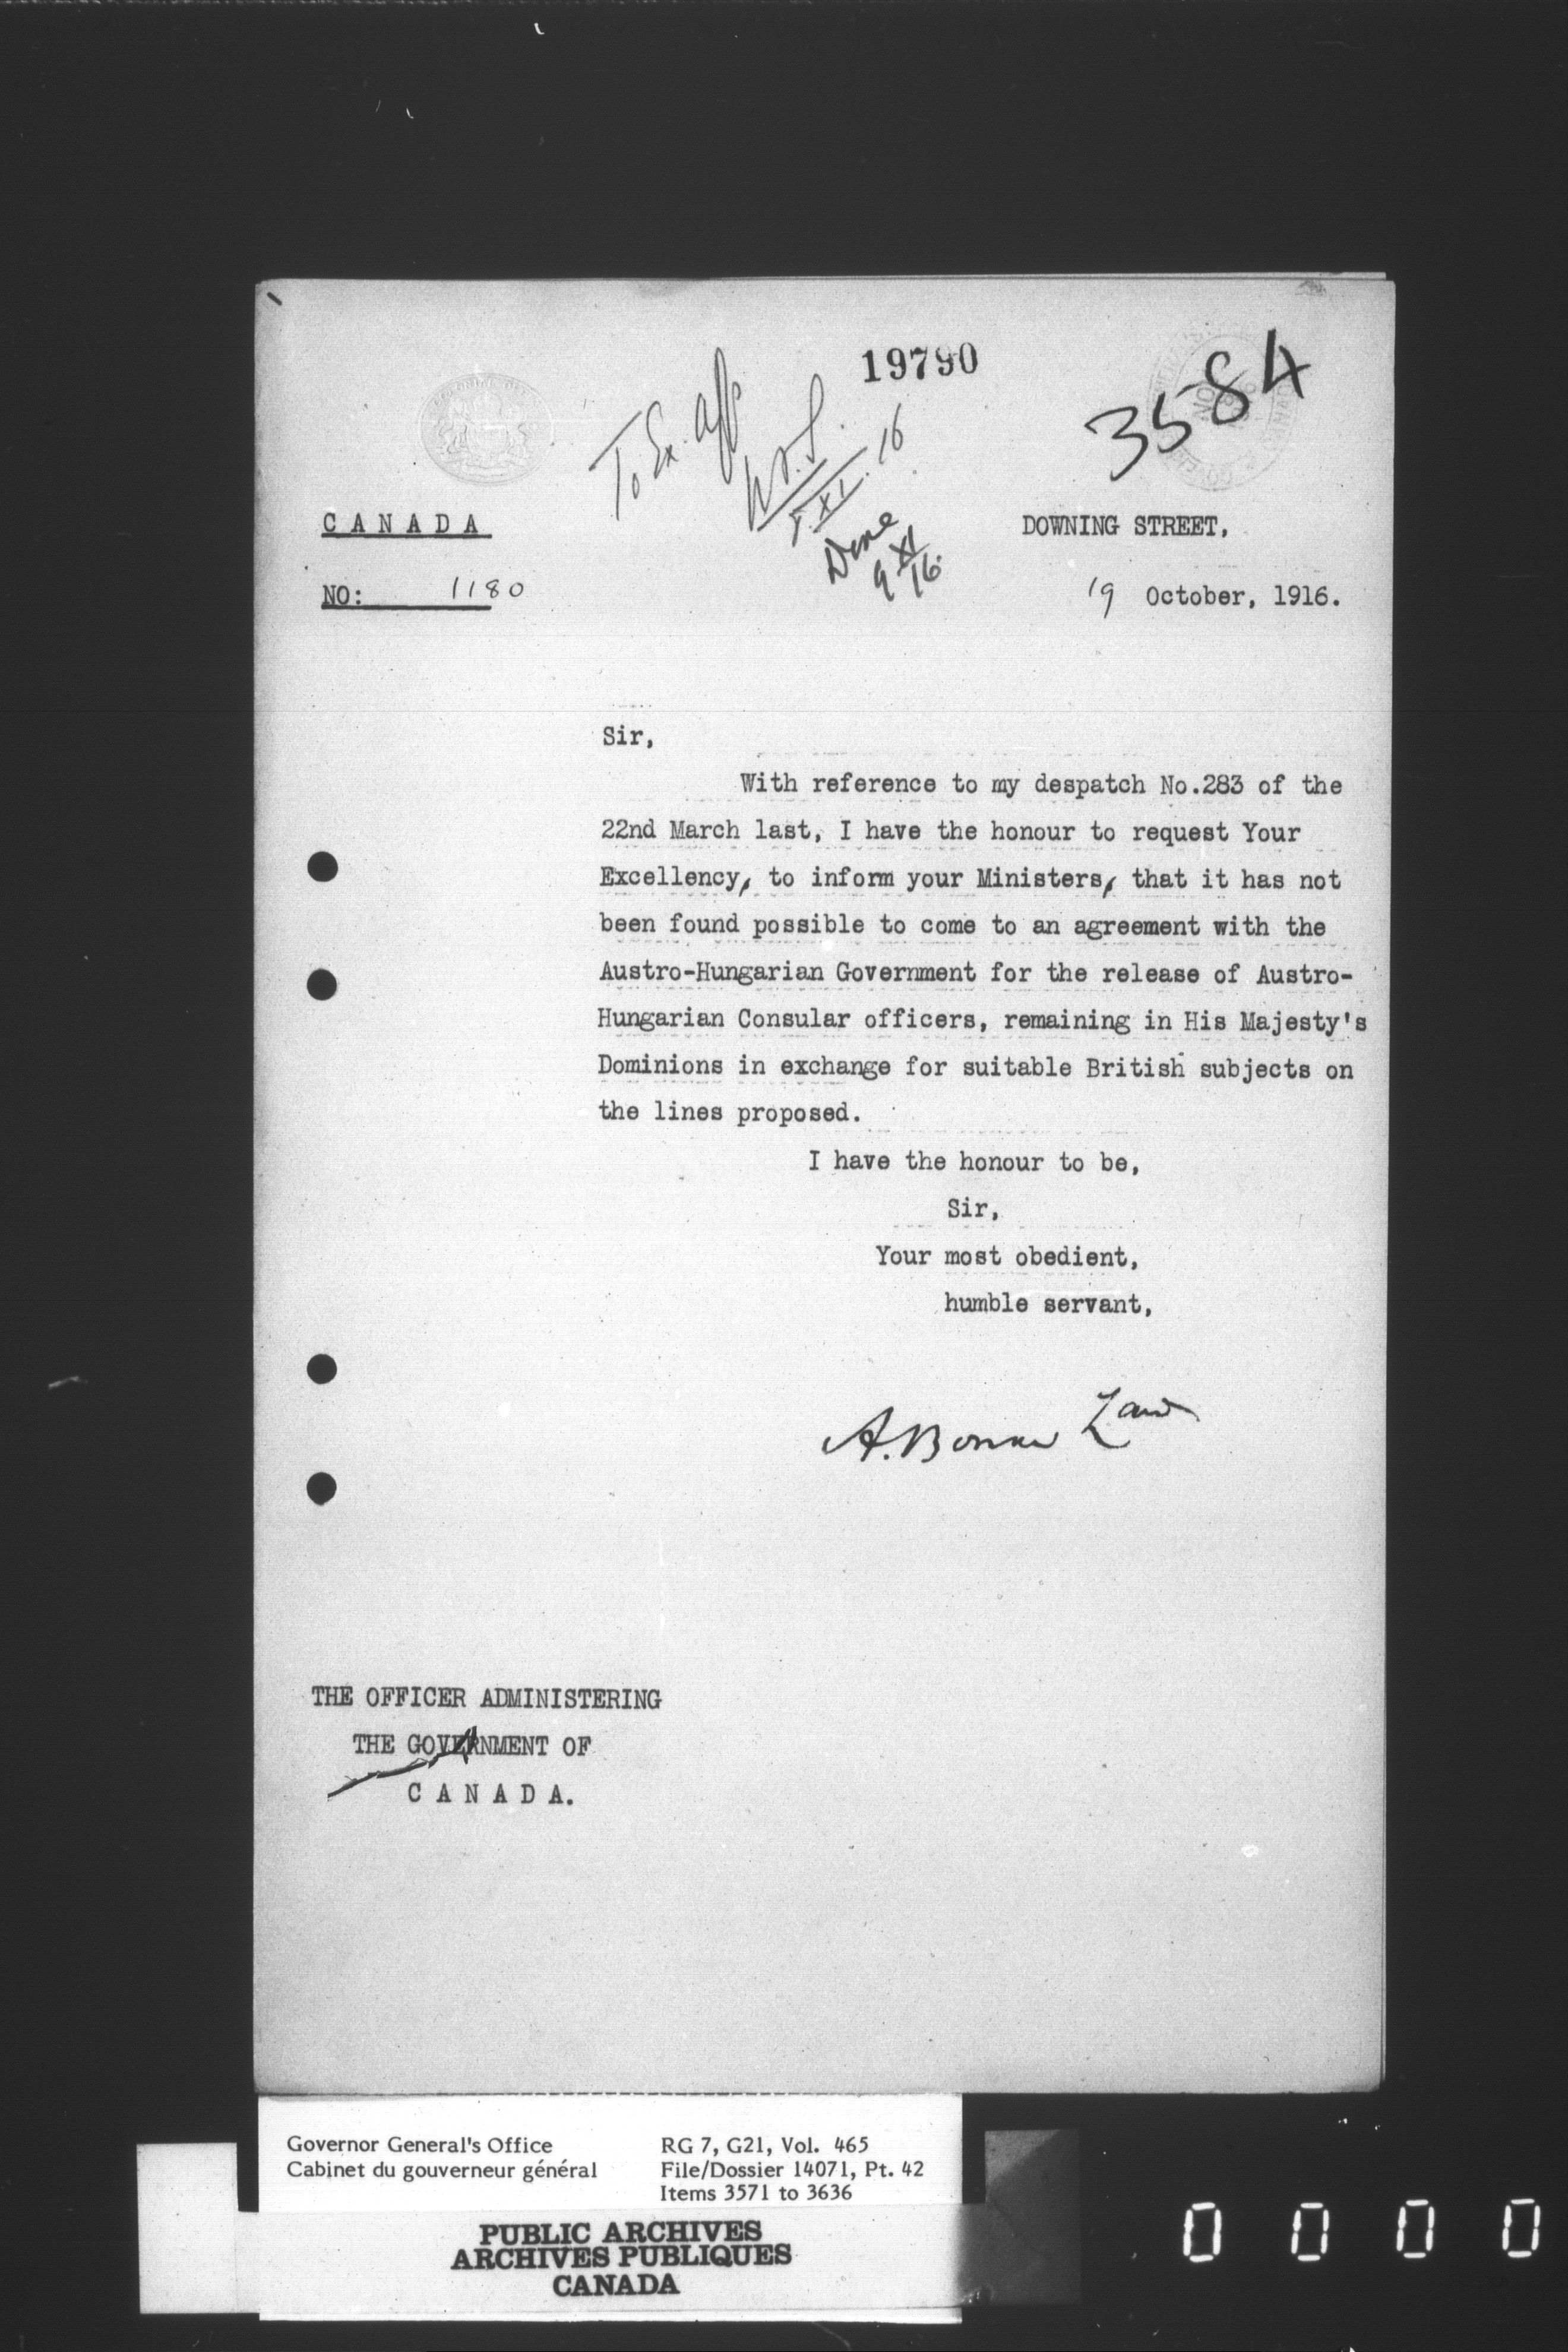 19790
3584
To Ex. Affs
16
Done
9 XI 16.
CANADA
DOWNING STREET,
NO: 1180
19 October, 1916.
Sir,
With reference to my despatch No.283 of the
22nd March last, I have the honour to request Your
Excellency, to inform your Ministers, that it has not
been found possible to come to an agreement with the
Austro-Hungarian Government for the release of Austro-
Hungarian Consular officers, remaining in His Majesty's
Dominions in exchange for suitable British subjects on
the lines proposed.
I have the honour to be,
Sir,
Your most obedient,
humble servant,
A. Bonar Law
THE OFFICER ADMINISTERING
THE GOVERNMENT OF
CANADA.
Governor General's Office
Cabinet du gouverneur général
RG 7, G21, Vol. 465
File/Dossier 14071, Pt. 42
Items 3571 to 3636
PUBLIC ARCHIVES
ARCHIVES PUBLIQUES
CANADA
0 0 0 0